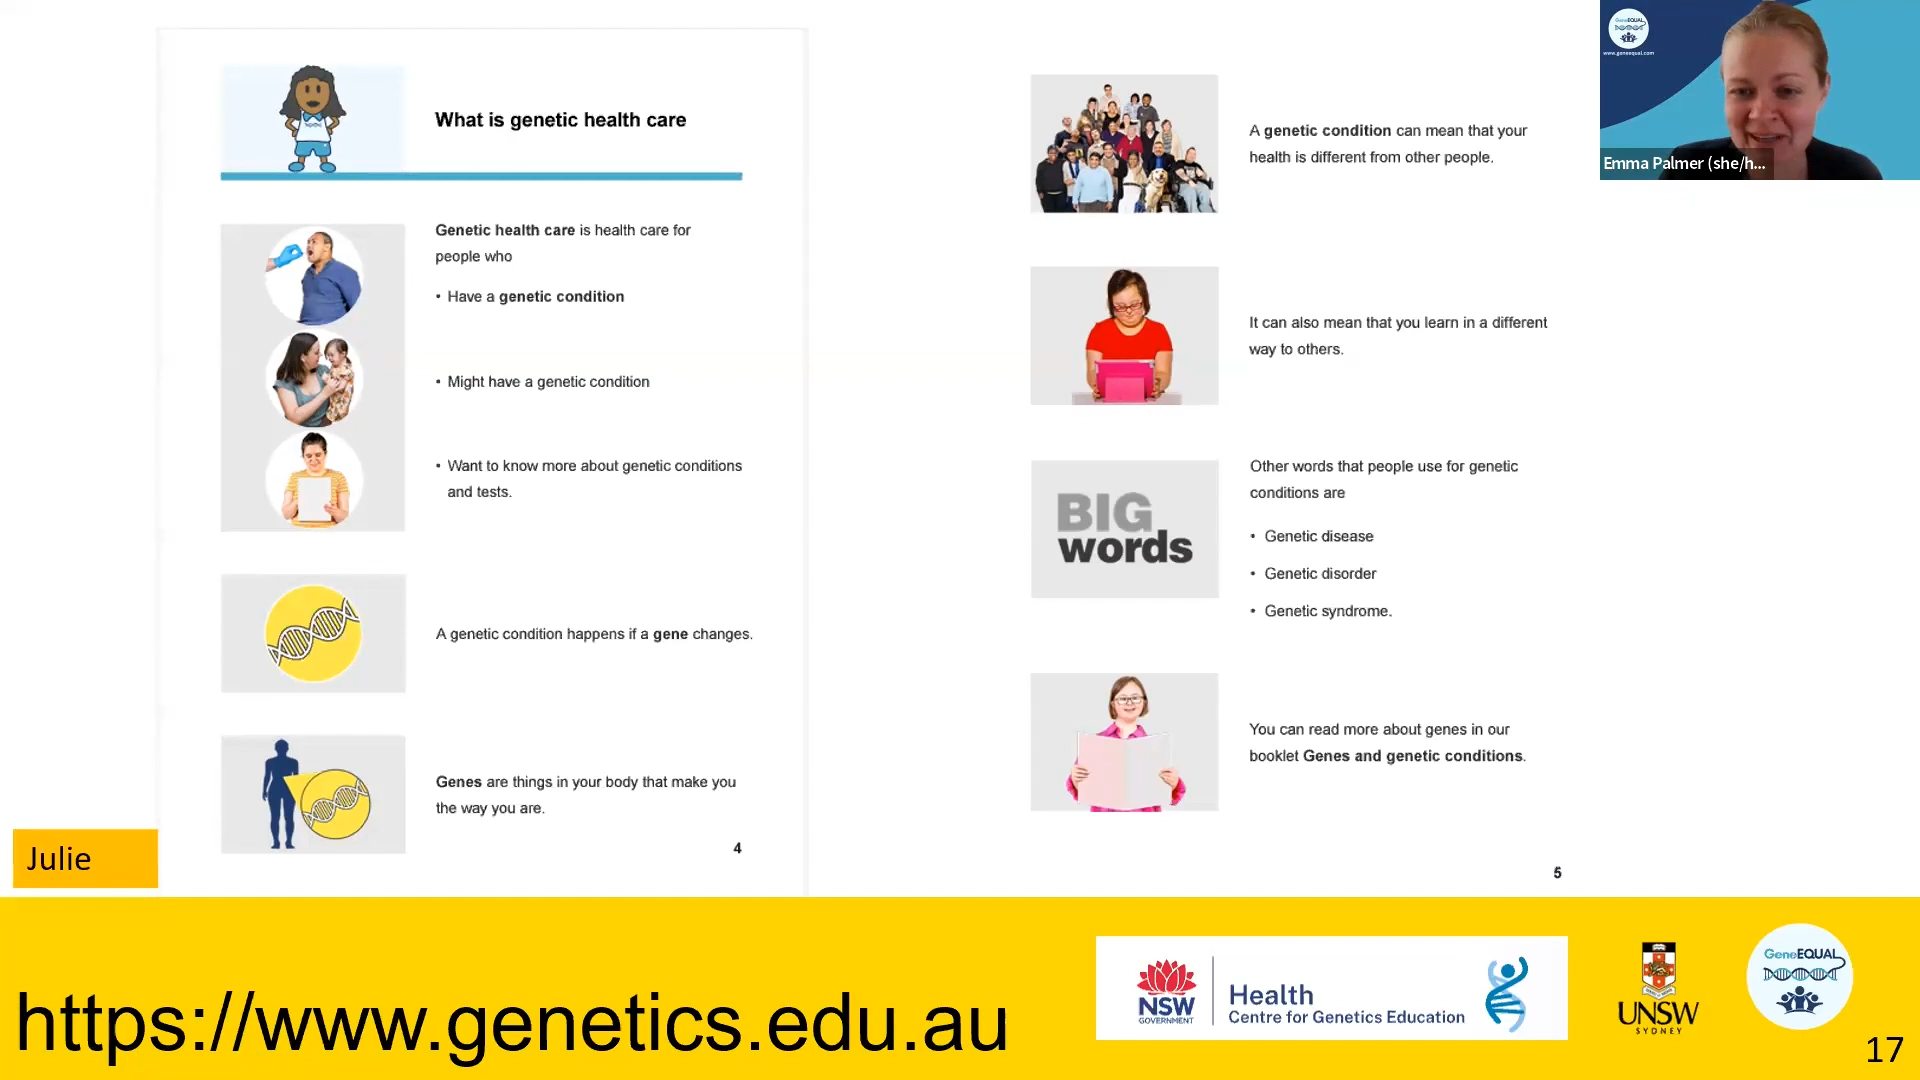 What is genetic health care
Genetic health care is health care for
people who
• Have a genetic condition
• Might have a genetic condition
• Want to know more about genetic conditions
and tests.
A genetic condition happens if a gene changes.
Genes are things in your body that make you
the way you are.
4
A genetic condition can mean that your
health is different from other people.
It can also mean that you learn in a different
way to others.
BIG
words
Other words that people use for genetic
conditions are
• Genetic disease
• Genetic disorder
• Genetic syndrome.
You can read more about genes in our
booklet Genes and genetic conditions.
5
GeneEQUAL
www.geneequal.com
Emma Palmer (she/h...
Julie
https://www.genetics.edu.au
NSW
GOVERNMENT
Health
Centre for Genetics Education
UNSW
SYDNEY
GeneEQUAL
17